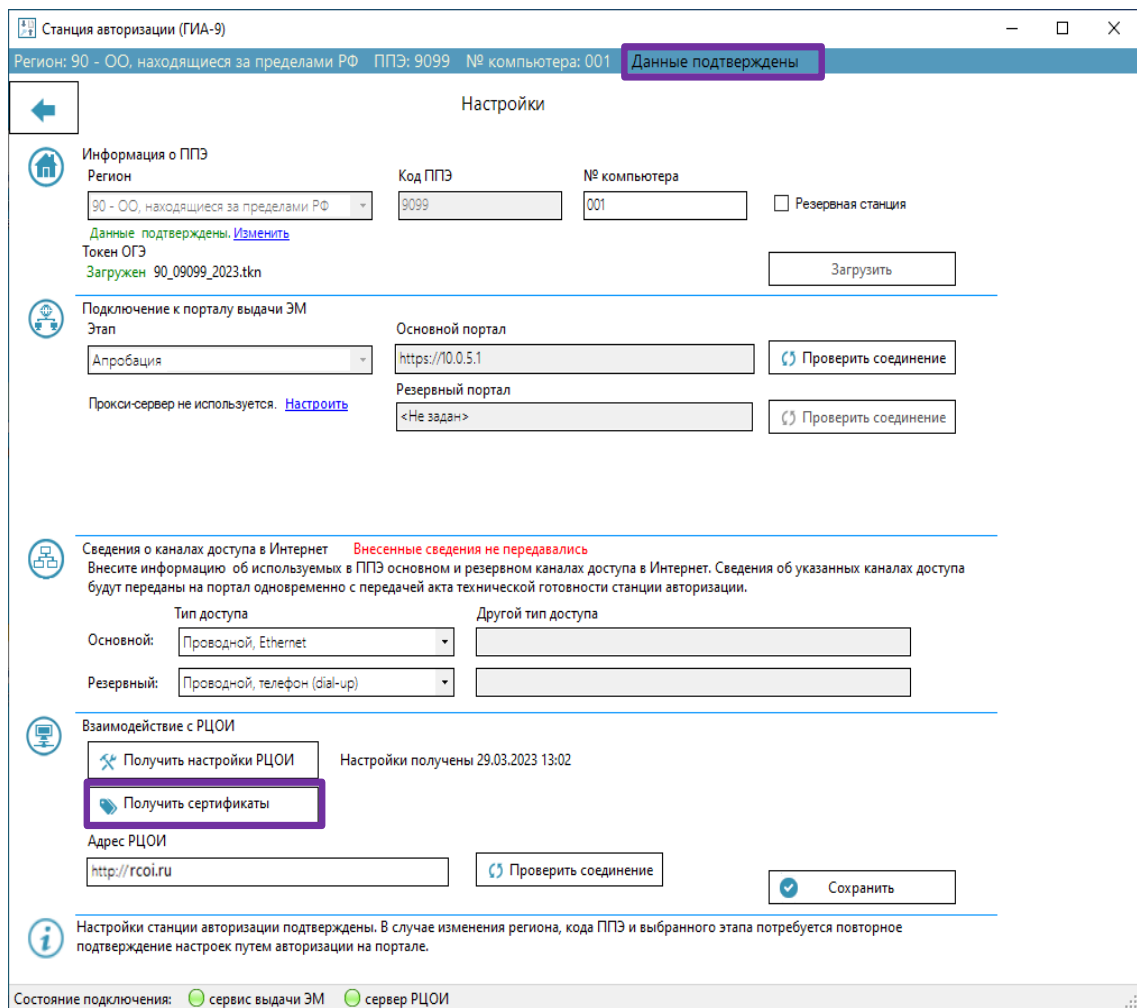 Станция авторизации (ГИА-9)
Регион: 90 - ОО, находящиеся за пределами РФ ППЭ: 9099 № компьютера: 001 Данные подтверждены
Настройки
Информация о ППЭ
Регион Код ППЭ № компьютера
90 - ОО, находящиеся за пределами РФ 9099 001 Резервная станция
Данные подтверждены. Изменить
Токен ОГЭ
Загружен 90_09099_2023.tkn Загрузить
Подключение к порталу выдачи ЭМ
Этап Основной портал
Апробация https://10.0.5.1 Проверить соединение
Резервный портал
Прокси-сервер не используется. Настроить <Не задан> Проверить соединение
Сведения о каналах доступа в Интернет Внесенные сведения не передавались
Внесите информацию об используемых в ППЭ основном и резервном каналах доступа в Интернет. Сведения об указанных каналах доступа
будут переданы на портал одновременно с передачей акта технической готовности станции авторизации.
Тип доступа Другой тип доступа
Основной: Проводной, Ethernet
Резервный: Проводной, телефон (dial-up)
Взаимодействие с РЦОИ
Получить настройки РЦОИ Настройки получены 29.03.2023 13:02
Получить сертификаты
Адрес РЦОИ
http://rcoi.ru Проверить соединение
Сохранить
Настройки станции авторизации подтверждены. В случае изменения региона, кода ППЭ и выбранного этапа потребуется повторное
подтверждение настроек путем авторизации на портале.
Состояние подключения: сервис выдачи ЭМ сервер РЦОИ